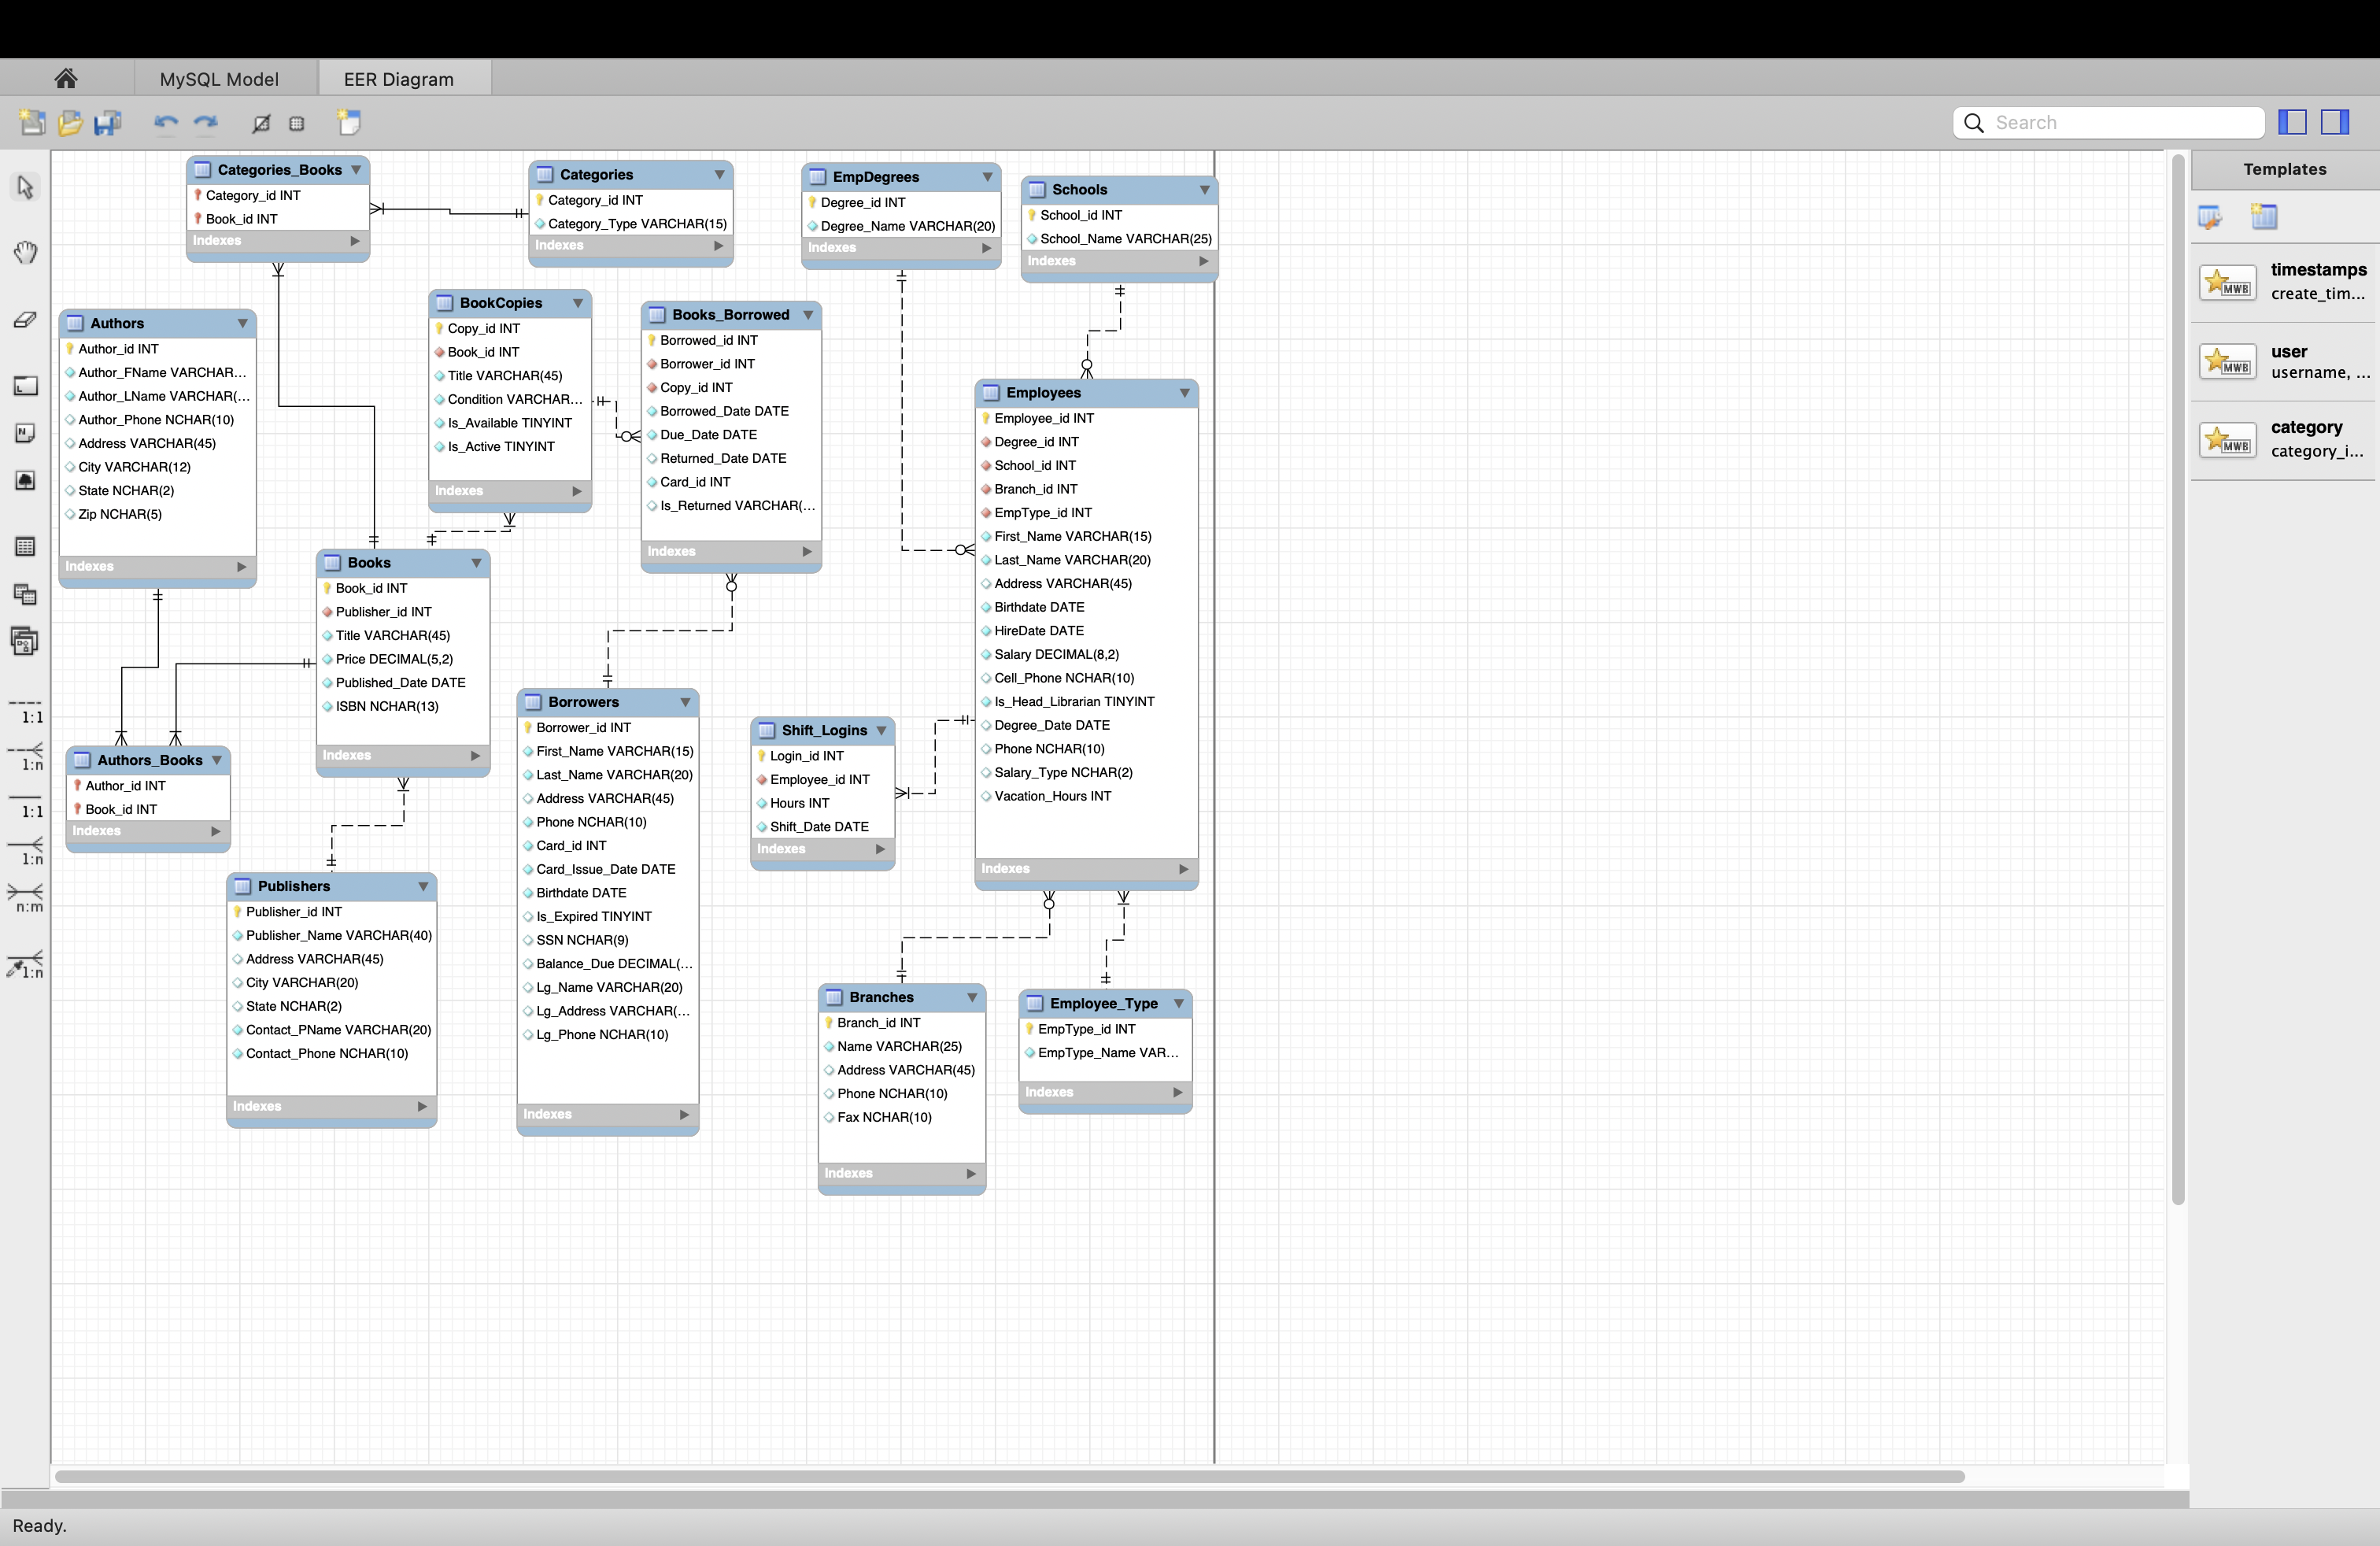 MySQL Model
EER Diagram
Search
Templates
timestamps
create_tim...
user
username, ...
category
category_i...
1:1
1:n
1:1
1:n
n:m
1:n
Categories_Books
Category_id INT
Book_id INT
Indexes
Categories
Category_id INT
Category_Type VARCHAR(15)
Indexes
EmpDegrees
Degree_id INT
Degree_Name VARCHAR(20)
Indexes
Schools
School_id INT
School_Name VARCHAR(25)
Indexes
Authors
Author_id INT
Author_FName VARCHAR...
Author_LName VARCHAR(...
Author_Phone NCHAR(10)
Address VARCHAR(45)
City VARCHAR(12)
State NCHAR(2)
Zip NCHAR(5)
Indexes
BookCopies
Copy_id INT
Book_id INT
Title VARCHAR(45)
Condition VARCHAR...
Is_Available TINYINT
Is_Active TINYINT
Indexes
Books_Borrowed
Borrowed_id INT
Borrower_id INT
Copy_id INT
Borrowed_Date DATE
Due_Date DATE
Returned_Date DATE
Card_id INT
Is_Returned VARCHAR(...
Indexes
Employees
Employee_id INT
Degree_id INT
School_id INT
Branch_id INT
EmpType_id INT
First_Name VARCHAR(15)
Last_Name VARCHAR(20)
Address VARCHAR(45)
Birthdate DATE
HireDate DATE
Salary DECIMAL(8,2)
Cell_Phone NCHAR(10)
Is_Head_Librarian TINYINT
Degree_Date DATE
Phone NCHAR(10)
Salary_Type NCHAR(2)
Vacation_Hours INT
Indexes
Books
Book_id INT
Publisher_id INT
Title VARCHAR(45)
Price DECIMAL(5,2)
Published_Date DATE
ISBN NCHAR(13)
Indexes
Authors_Books
Author_id INT
Book_id INT
Indexes
Borrowers
Borrower_id INT
First_Name VARCHAR(15)
Last_Name VARCHAR(20)
Address VARCHAR(45)
Phone NCHAR(10)
Card_id INT
Card_Issue_Date DATE
Birthdate DATE
Is_Expired TINYINT
SSN NCHAR(9)
Balance_Due DECIMAL(...
Lg_Name VARCHAR(20)
Lg_Address VARCHAR(...
Lg_Phone NCHAR(10)
Indexes
Shift_Logins
Login_id INT
Employee_id INT
Hours INT
Shift_Date DATE
Indexes
Publishers
Publisher_id INT
Publisher_Name VARCHAR(40)
Address VARCHAR(45)
City VARCHAR(20)
State NCHAR(2)
Contact_PName VARCHAR(20)
Contact_Phone NCHAR(10)
Indexes
Branches
Branch_id INT
Name VARCHAR(25)
Address VARCHAR(45)
Phone NCHAR(10)
Fax NCHAR(10)
Indexes
Employee_Type
EmpType_id INT
EmpType_Name VAR...
Indexes
MWB
MWB
MWB
Ready.